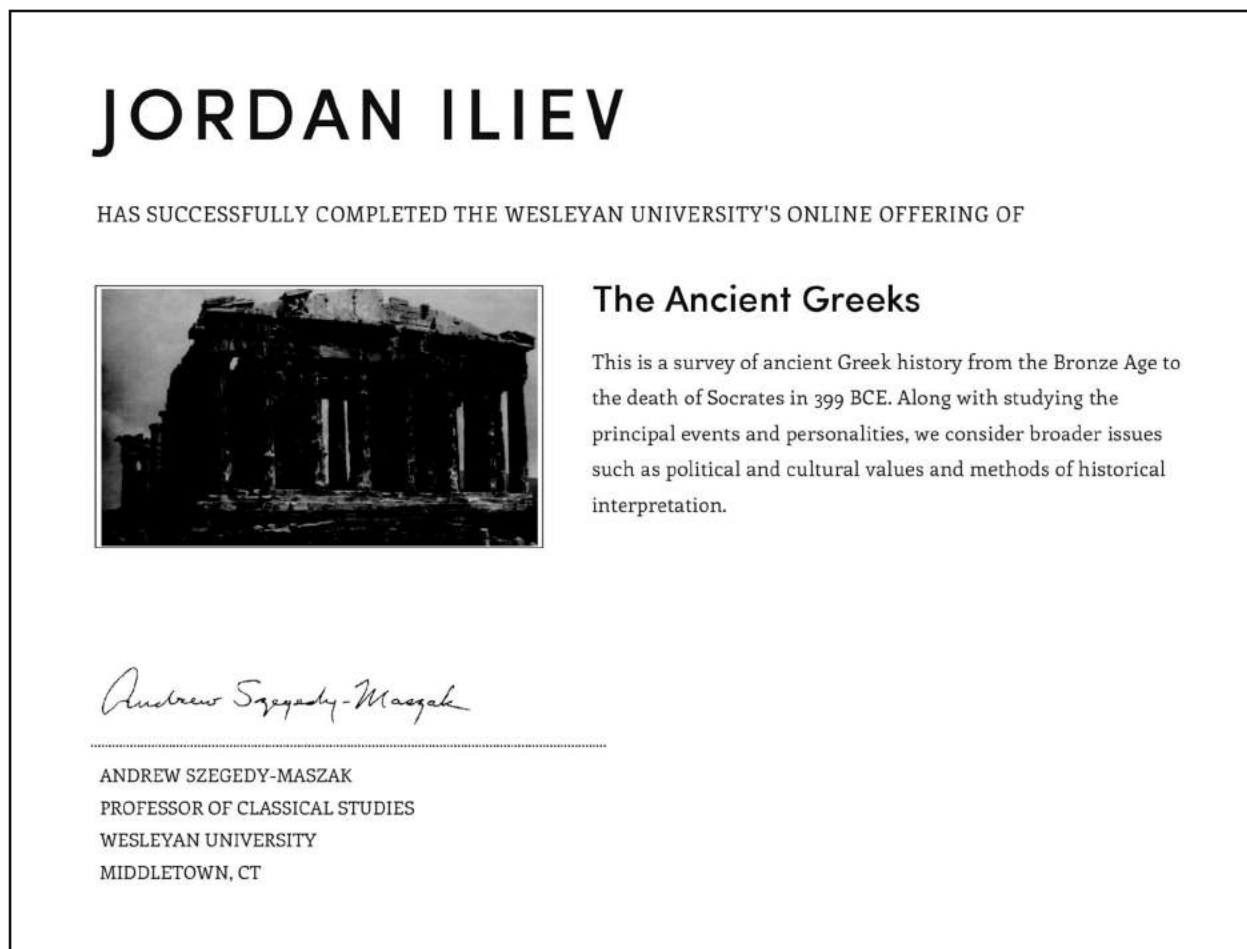 JORDAN ILIEV
HAS SUCCESSFULLY COMPLETED THE WESLEYAN UNIVERSITY'S ONLINE OFFERING OF
The Ancient Greeks
This is a survey of ancient Greek history from the Bronze Age to
the death of Socrates in 399 BCE. Along with studying the
principal events and personalities, we consider broader issues
such as political and cultural values and methods of historical
interpretation.
Andrew Szegedy-Maszak
ANDREW SZEGEDY-MASZAK
PROFESSOR OF CLASSICAL STUDIES
WESLEYAN UNIVERSITY
MIDDLETOWN, CT